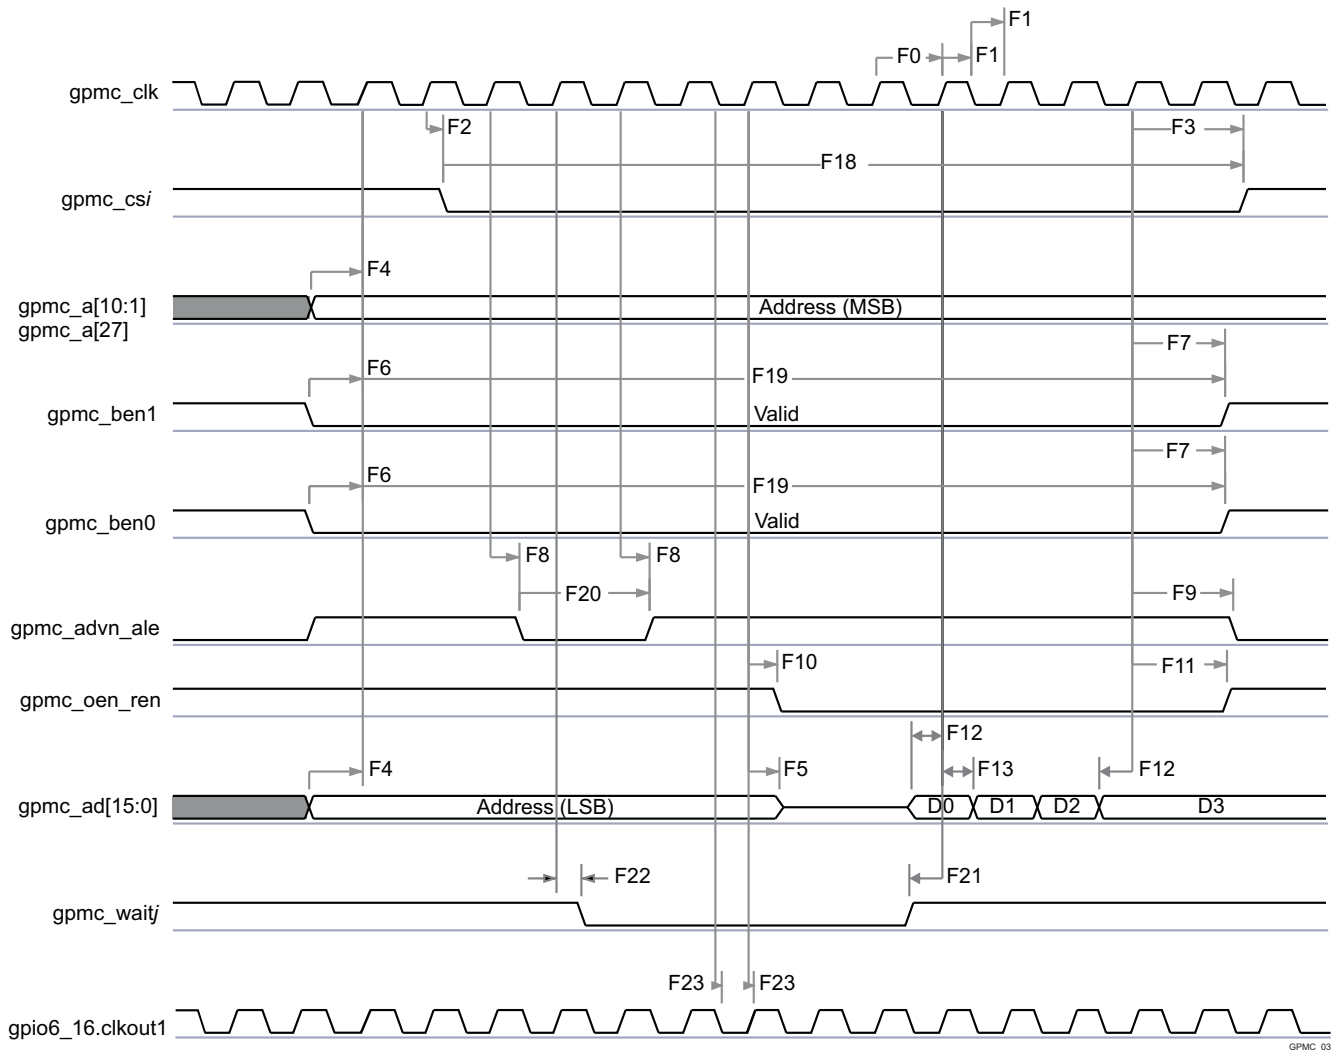 F1
F0 F1
gpmc_clk
F2 F3
F18
gpmc_csi
F4
gpmc_a[10:1] Address (MSB)
gpmc_a[27]
F7
F6 F19
gpmc_ben1 Valid
F7
F6 F19
gpmc_ben0 Valid
F8 F8
F20 F9
gpmc_advn_ale
F10 F11
gpmc_oen_ren
F12
F4 F5 F13 F12
gpmc_ad[15:0] Address (LSB) D0 D1 D2 D3
F22 F21
gpmc_waitj
F23 F23
gpio6_16.clkout1
GPMC_03